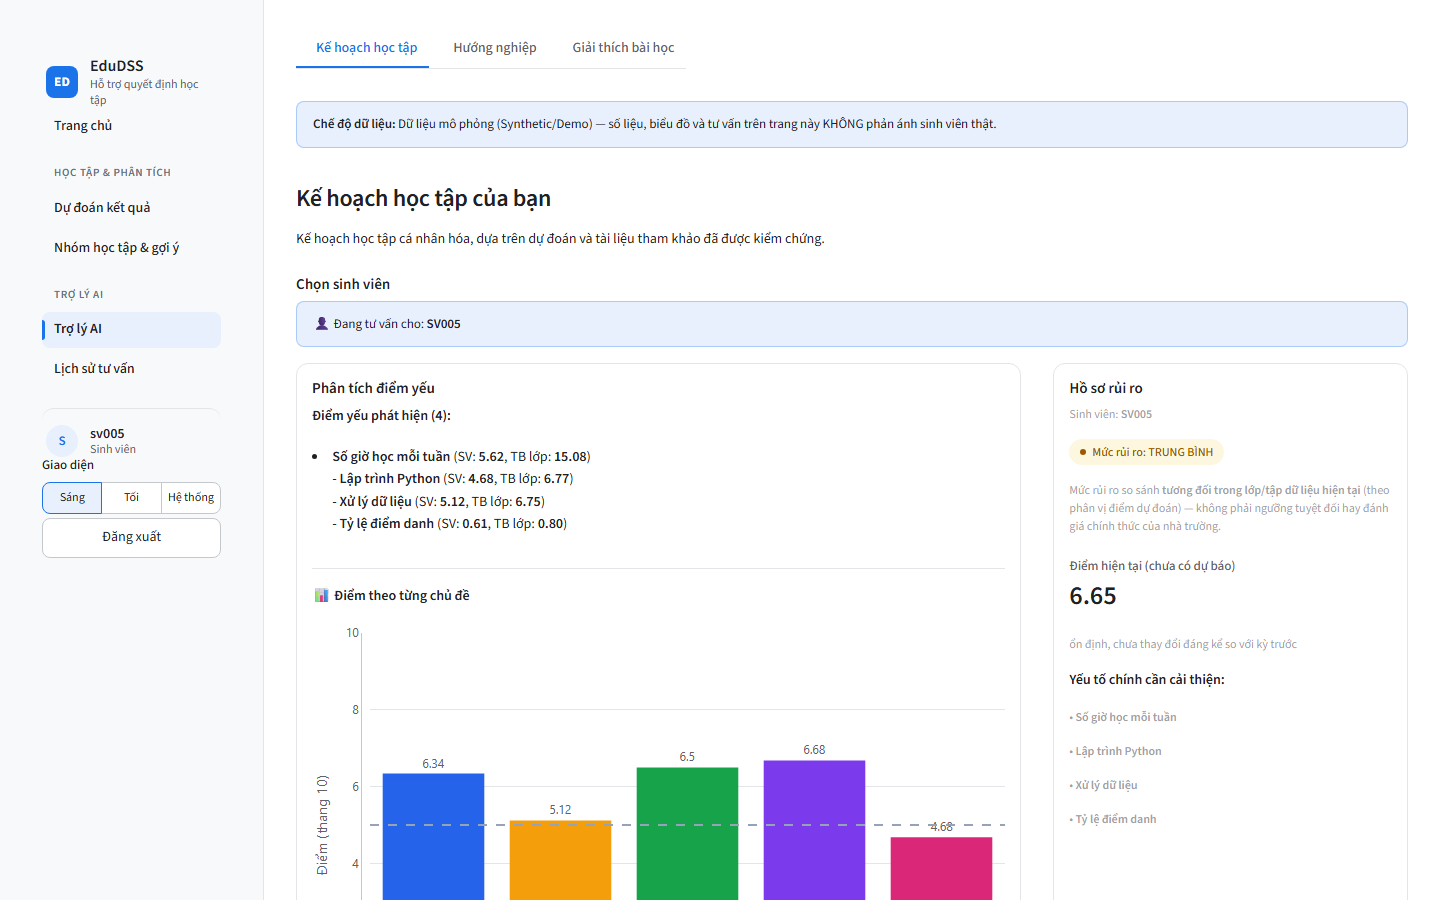 ED
EduDSS
Hỗ trợ quyết định học
tập
Trang chủ
HỌC TẬP & PHÂN TÍCH
Dự đoán kết quả
Nhóm học tập & gợi ý
TRỢ LÝ AI
Trợ lý AI
Lịch sử tư vấn
S
sv005
Sinh viên
Giao diện
Sáng
Tối
Hệ thống
Đăng xuất
Kế hoạch học tập
Hướng nghiệp
Giải thích bài học
Chế độ dữ liệu: Dữ liệu mô phỏng (Synthetic/Demo) — số liệu, biểu đồ và tư vấn trên trang này KHÔNG phản ánh sinh viên thật.
Kế hoạch học tập của bạn
Kế hoạch học tập cá nhân hóa, dựa trên dự đoán và tài liệu tham khảo đã được kiểm chứng.
Chọn sinh viên
Đang tư vấn cho: SV005
Phân tích điểm yếu
Điểm yếu phát hiện (4):
• Số giờ học mỗi tuần (SV: 5.62, TB lớp: 15.08)
- Lập trình Python (SV: 4.68, TB lớp: 6.77)
- Xử lý dữ liệu (SV: 5.12, TB lớp: 6.75)
- Tỷ lệ điểm danh (SV: 0.61, TB lớp: 0.80)
Điểm theo từng chủ đề
Điểm (thang 10)
10
8
6
4
6.34
5.12
6.5
6.68
4.68
Hồ sơ rủi ro
Sinh viên: SV005
Mức rủi ro: TRUNG BÌNH
Mức rủi ro so sánh tương đối trong lớp/tập dữ liệu hiện tại (theo
phân vị điểm dự đoán) — không phải ngưỡng tuyệt đối hay đánh
giá chính thức của nhà trường.
Điểm hiện tại (chưa có dự báo)
6.65
ổn định, chưa thay đổi đáng kể so với kỳ trước
Yếu tố chính cần cải thiện:
• Số giờ học mỗi tuần
• Lập trình Python
• Xử lý dữ liệu
• Tỷ lệ điểm danh